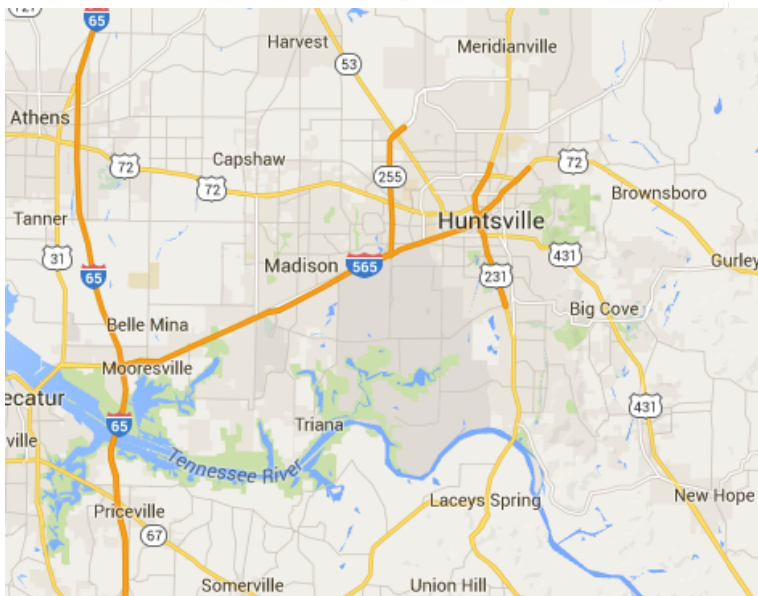 127
65
Harvest
Meridianville
53
Athens
72
Capshaw
72
255
72
Brownsboro
Tanner
Huntsville
31
431
Gurley
65
Madison
565
231
Belle Mina
Big Cove
Mooresville
ecatur
431
65
Triana
ville
Tennessee River
New Hope
Laceys Spring
Priceville
67
Somerville
Union Hill